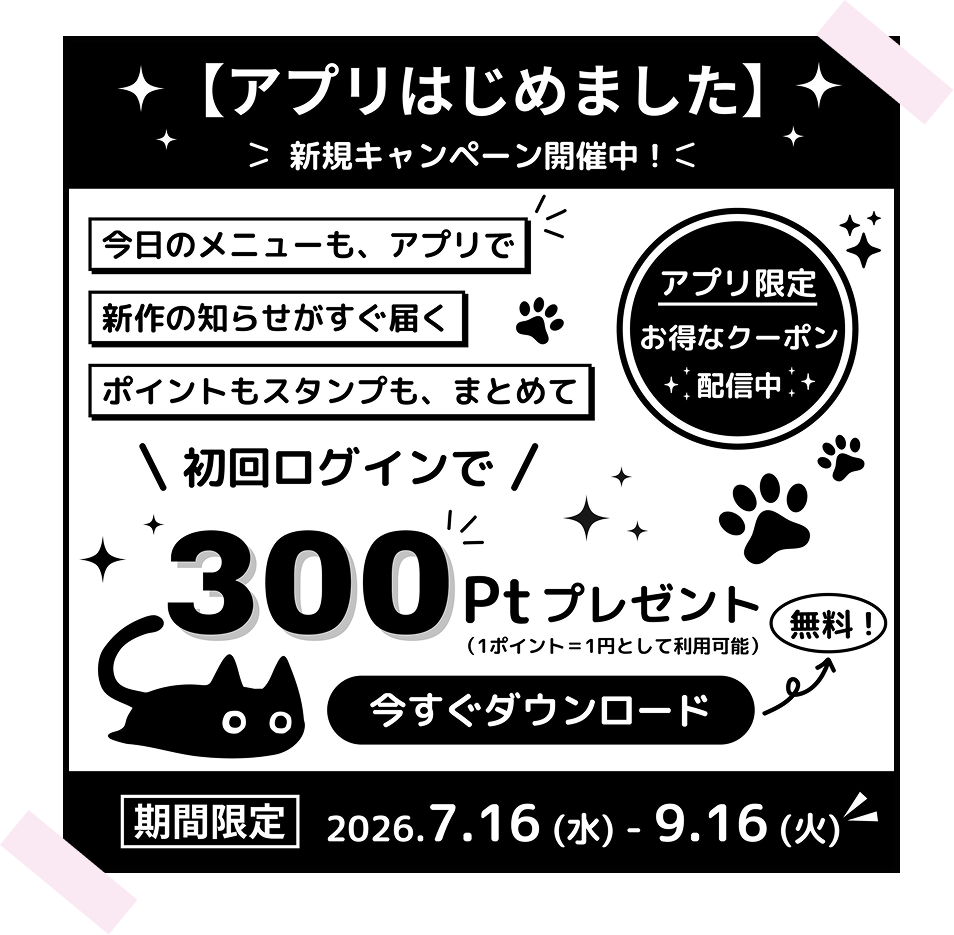 【アプリはじめました】
新規キャンペーン開催中！
今日のメニューも、アプリで
新作の知らせがすぐ届く
ポイントもスタンプも、まとめて
アプリ限定
お得なクーポン
配信中
初回ログインで
300Ptプレゼント
（1ポイント＝1円として利用可能）
無料！
今すぐダウンロード
期間限定 2026.7.16 (水) - 9.16 (火)